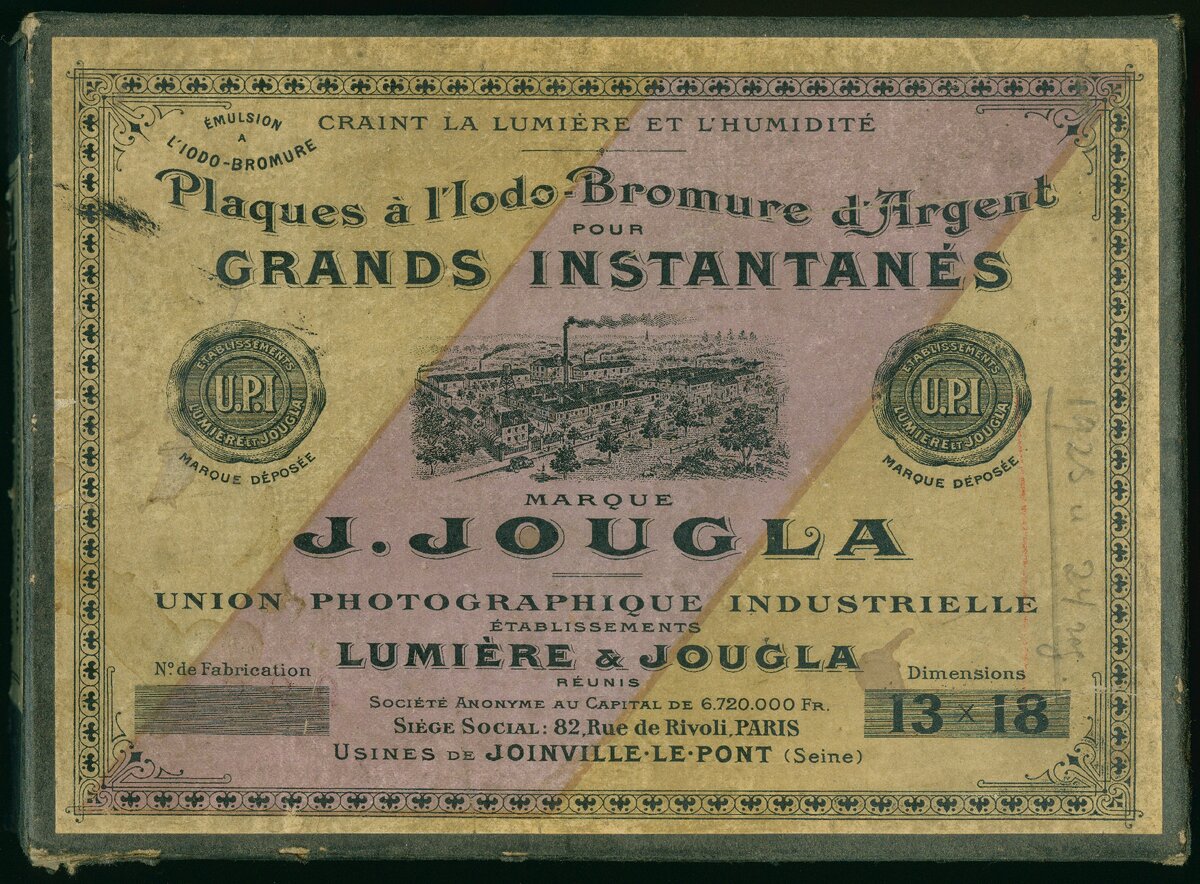 ÉMULSION
A
L'IODO-BROMURE
CRAINT LA LUMIÈRE ET L'HUMIDITÉ
Plaques à l'Iodo-Bromure d'Argent
POUR
GRANDS INSTANTANÉS
ÉTABLISSEMENTS
U.P.I
LUMIÈRE ET JOUGLA
MARQUE DÉPOSÉE
ÉTABLISSEMENTS
U.P.I
LUMIÈRE ET JOUGLA
MARQUE DÉPOSÉE
MARQUE
J. JOUGLA
UNION PHOTOGRAPHIQUE INDUSTRIELLE
ÉTABLISSEMENTS
LUMIÈRE & JOUGLA
RÉUNIS
N° de Fabrication
Dimensions
13 x 18
SOCIÉTÉ ANONYME AU CAPITAL DE 6.720.000 FR.
SIÈGE SOCIAL: 82, Rue de Rivoli, PARIS
USINES DE JOINVILLE-LE-PONT (Seine)
1925 u